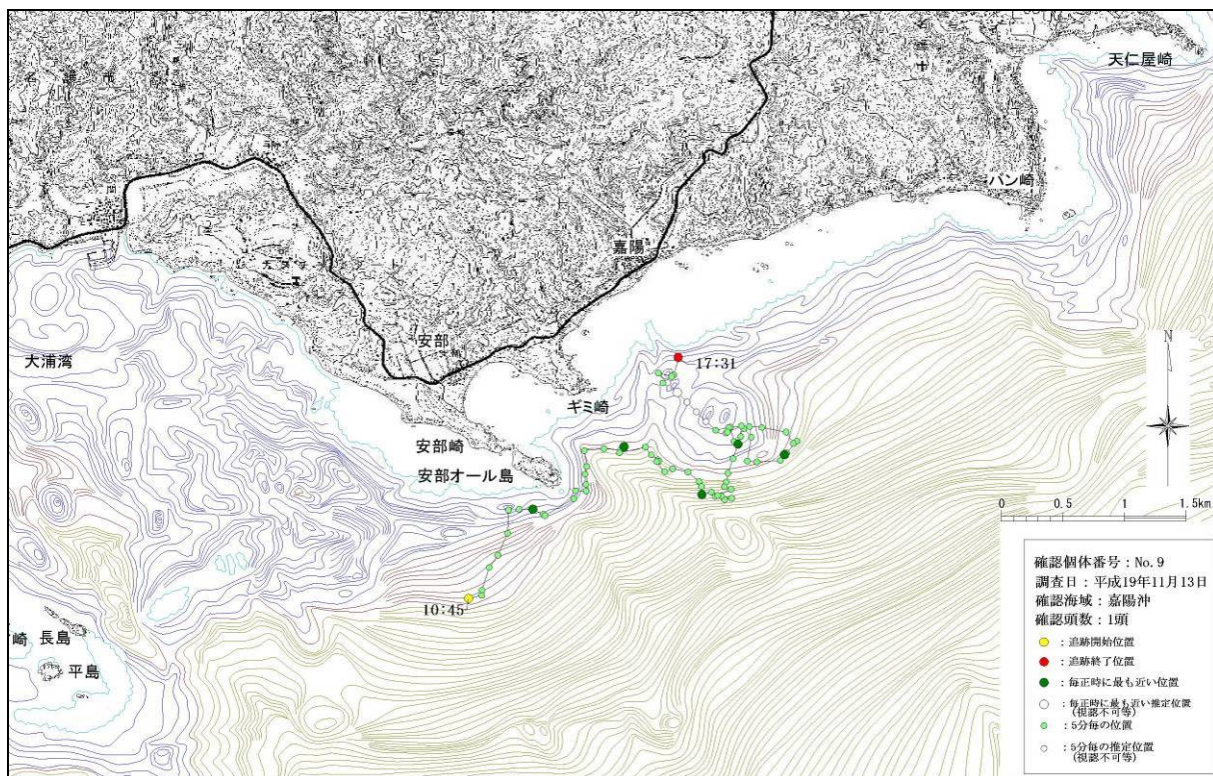 天仁屋崎
バン崎
嘉陽
安部
大浦湾
ギミ崎
安部崎
安部オール島
17:31
10:45
長島
崎
平島
N
0 0.5 1 1.5km
確認個体番号：No.9
調査日：平成19年11月13日
確認海域：嘉陽沖
確認頭数：1頭
：追跡開始位置
：追跡終了位置
：毎正時に最も近い位置
：毎正時に最も近い推定位置
(視認不可等)
：5分毎の位置
：5分毎の推定位置
(視認不可等)